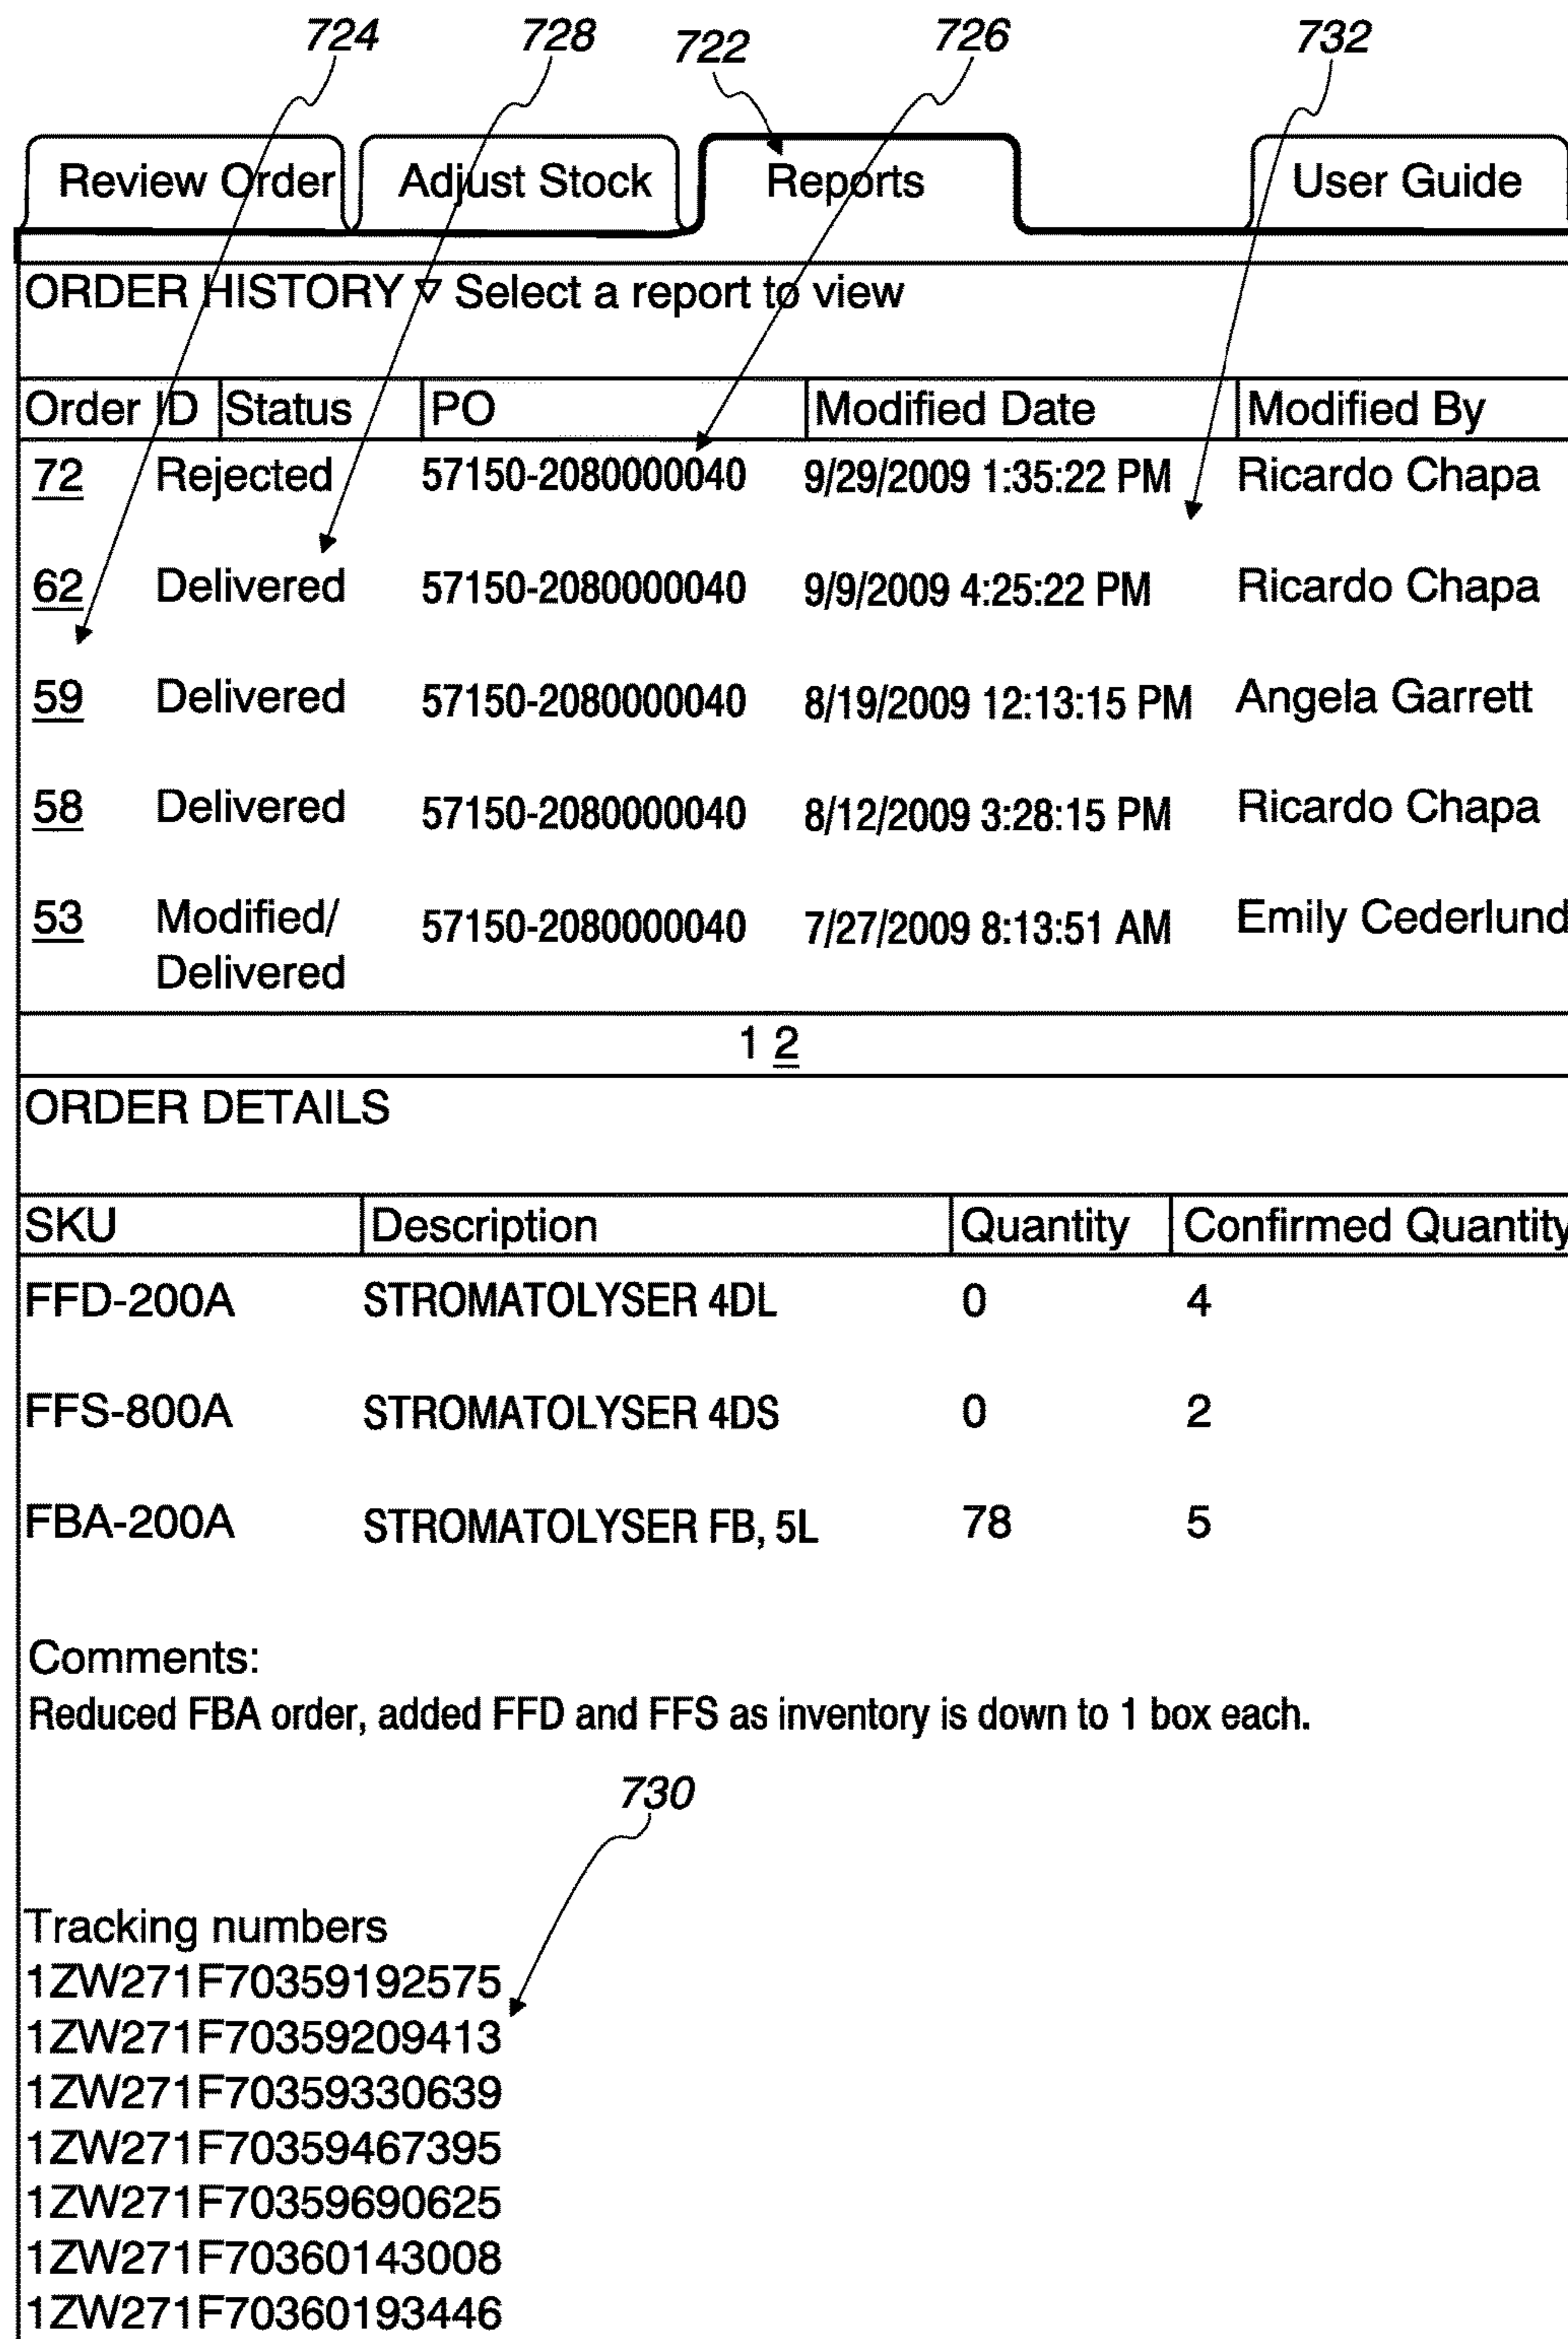 724 728 722 726 732
Review Order Adjust Stock Reports User Guide
ORDER HISTORY ▽ Select a report to view
Order ID Status PO Modified Date Modified By
72 Rejected 57150-2080000040 9/29/2009 1:35:22 PM Ricardo Chapa
62 Delivered 57150-2080000040 9/9/2009 4:25:22 PM Ricardo Chapa
59 Delivered 57150-2080000040 8/19/2009 12:13:15 PM Angela Garrett
58 Delivered 57150-2080000040 8/12/2009 3:28:15 PM Ricardo Chapa
53 Modified/ 57150-2080000040 7/27/2009 8:13:51 AM Emily Cederlund
Delivered
1 2
ORDER DETAILS
SKU Description Quantity Confirmed Quantity
FFD-200A STROMATOLYSER 4DL 0 4
FFS-800A STROMATOLYSER 4DS 0 2
FBA-200A STROMATOLYSER FB, 5L 78 5
Comments:
Reduced FBA order, added FFD and FFS as inventory is down to 1 box each.
730
Tracking numbers
1ZW271F70359192575
1ZW271F70359209413
1ZW271F70359330639
1ZW271F70359467395
1ZW271F70359690625
1ZW271F70360143008
1ZW271F70360193446